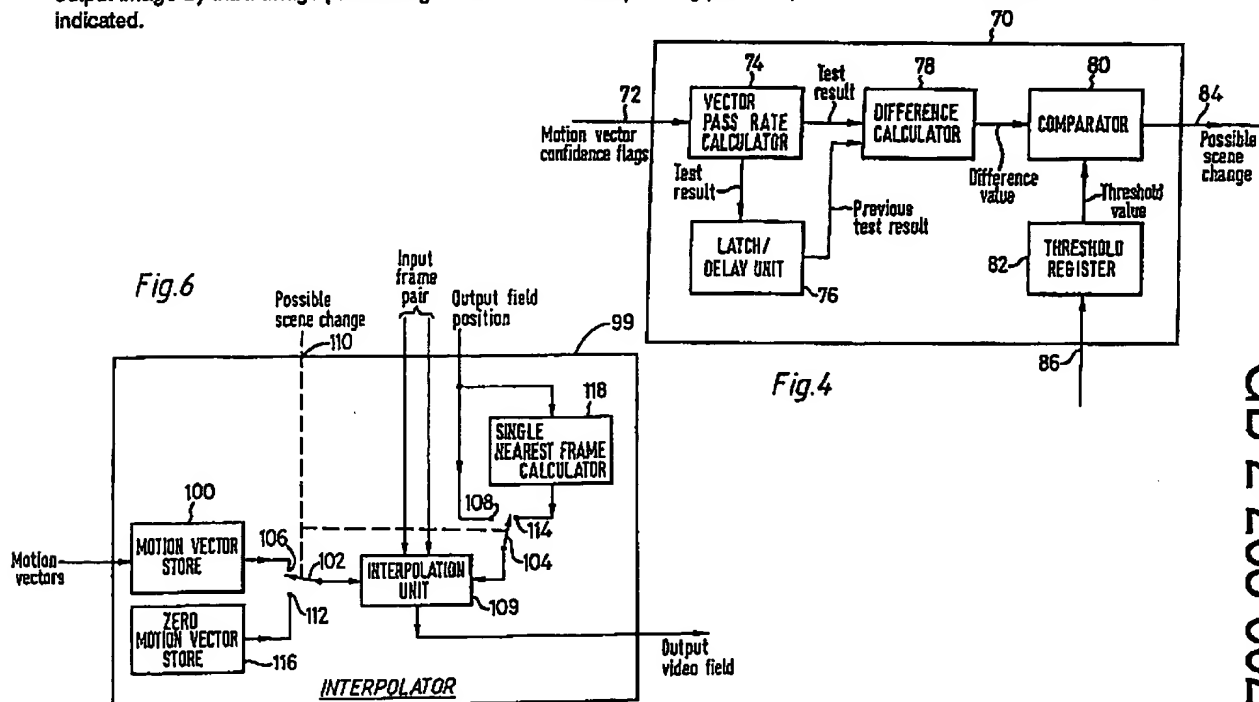 indicated.
70
74
Test
result
78
80
84
72
VECTOR
PASS RATE
CALCULATOR
DIFFERENCE
CALCULATOR
COMPARATOR
Motion vector
confidence flags
Possible
scene
change
Test
result
Difference
value
Threshold
value
Previous
test result
LATCH/
DELAY UNIT
76
82
THRESHOLD
REGISTER
86
Fig.4
Fig.6
Input
frame
pair
Possible
scene change
Output field
position
110
99
118
SINGLE
NEAREST FRAME
CALCULATOR
108
114
104
100
Motion
vectors
MOTION VECTOR
STORE
106
102
INTERPOLATION
UNIT
109
112
ZERO
MOTION VECTOR
STORE
116
Output
video field
INTERPOLATOR